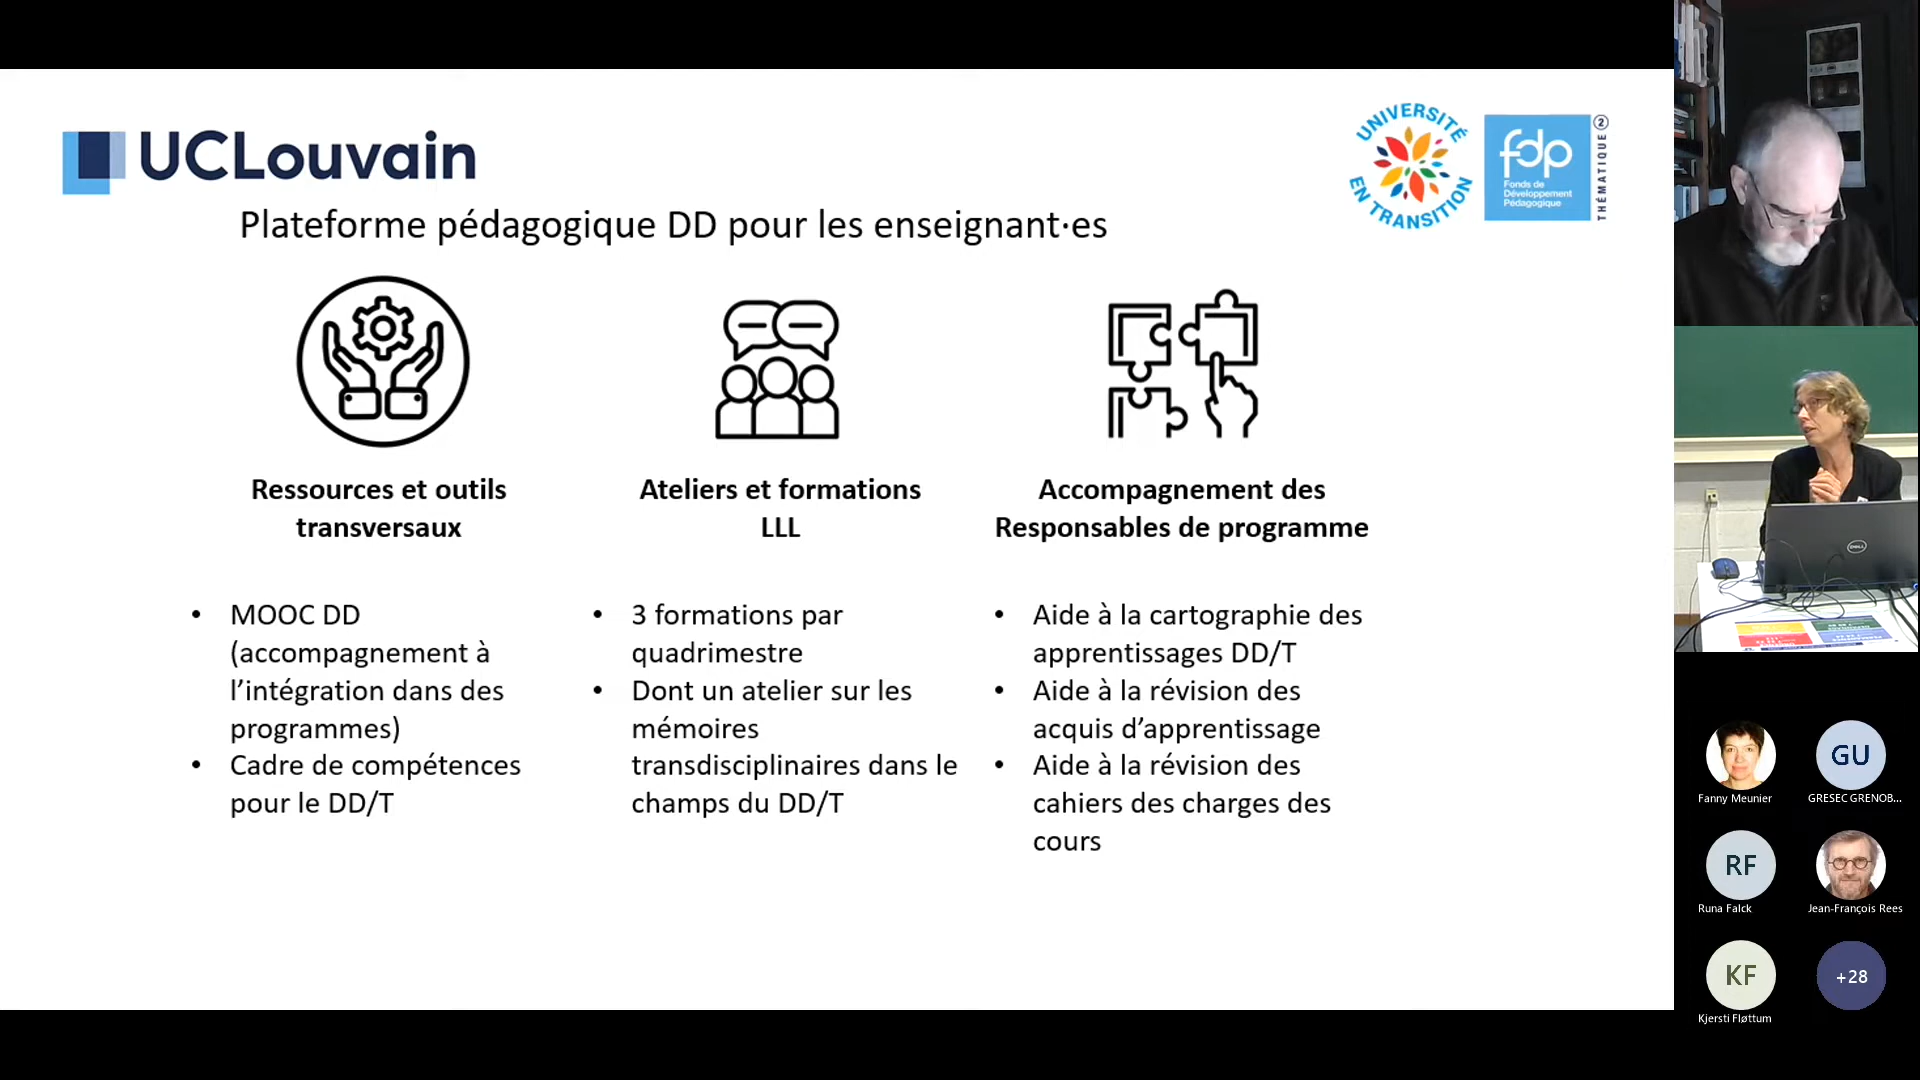 UCLouvain
UNIVERSITÉ
EN TRANSITION
fdp
Fonds de
Développement
Pédagogique
THÉMATIQUE 2
Plateforme pédagogique DD pour les enseignant·es
Ressources et outils
transversaux
• MOOC DD
(accompagnement à
l’intégration dans des
programmes)
• Cadre de compétences
pour le DD/T
Ateliers et formations
LLL
• 3 formations par
quadrimestre
• Dont un atelier sur les
mémoires
transdisciplinaires dans le
champs du DD/T
Accompagnement des
Responsables de programme
• Aide à la cartographie des
apprentissages DD/T
• Aide à la révision des
acquis d’apprentissage
• Aide à la révision des
cahiers des charges des
cours
DELL
Fanny Meunier
GU
GRESEC GRENOB...
RF
Runa Falck
Jean-François Rees
KF
Kjersti Fløttum
+28